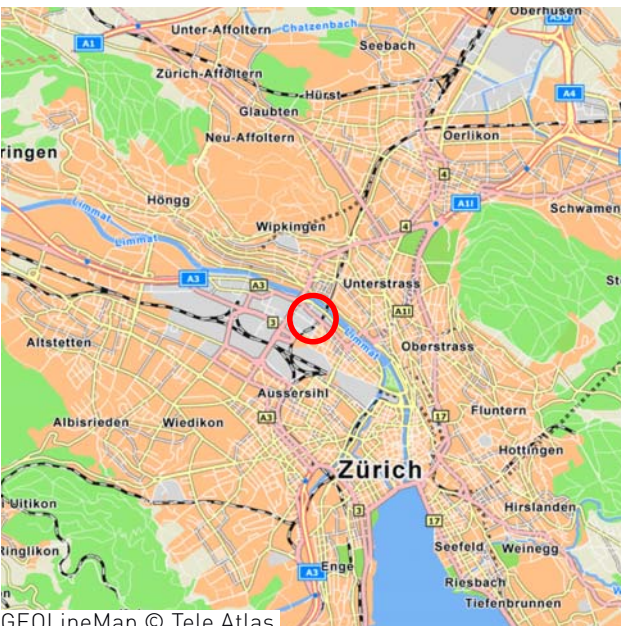 Oberhusen
A50
Unter-Affoltern
Chatzenbach
A1
Seebach
Zürich-Affoltern
Hürst
A4
Glaubten
Neu-Affoltern
Oerlikon
ringen
4
Höngg
A1l
Schwamen
Limmat
Wipkingen
4
Limmat
A3
A3
Unterstrass
St
3
A1l
Altstetten
Limmat
Oberstrass
Aussersihl
Albisrieden
Wiedikon
A3
17
Fluntern
Hottingen
Zürich
i Uitikon
3
17
Hirslanden
Ringlikon
Seefeld
Weinegg
A3
Enge
Riesbach
Tiefenbrunnen
GEOLineMap © Tele Atlas